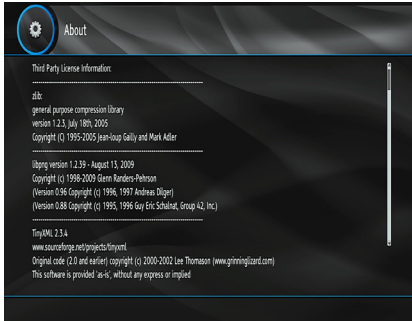 About
Third Party License Information:
------------------------------------------------------------------------
zlib:
general purpose compression library
version 1.2.3, July 18th, 2005
Copyright (C) 1995-2005 Jean-loup Gailly and Mark Adler
------------------------------------------------------------------------
libpng version 1.2.39 - August 13, 2009
Copyright (c) 1998-2009 Glenn Randers-Pehrson
(Version 0.96 Copyright (c) 1996, 1997 Andreas Dilger)
(Version 0.88 Copyright (c) 1995, 1996 Guy Eric Schalnat, Group 42, Inc.)
------------------------------------------------------------------------
TinyXML 2.3.4
www.sourceforge.net/projects/tinyxml
Original code (2.0 and earlier) copyright (c) 2000-2002 Lee Thomason (www.grinninglizard.com)
This software is provided 'as-is', without any express or implied